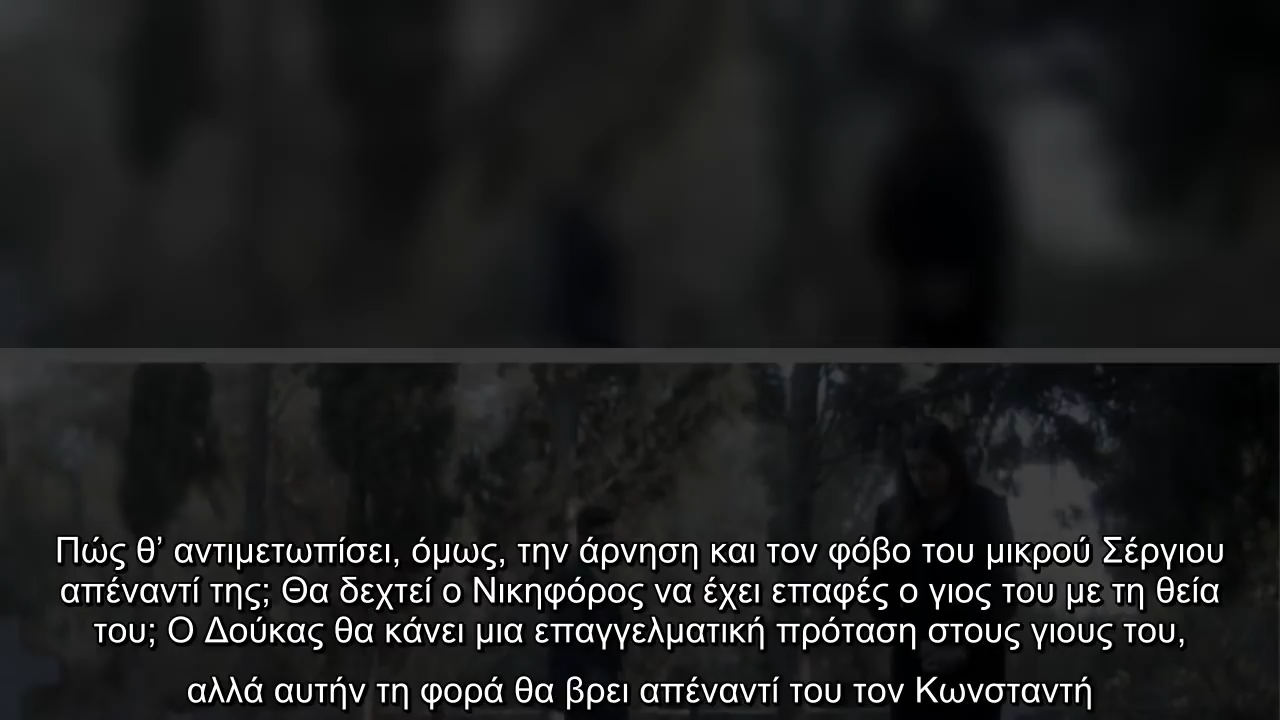 Πώς θ’ αντιμετωπίσει, όμως, την άρνηση και τον φόβο του μικρού Σέργιου
απέναντί της; Θα δεχτεί ο Νικηφόρος να έχει επαφές ο γιος του με τη θεία
του; Ο Δούκας θα κάνει μια επαγγελματική πρόταση στους γιους του,
αλλά αυτήν τη φορά θα βρει απέναντί του τον Κωνσταντή